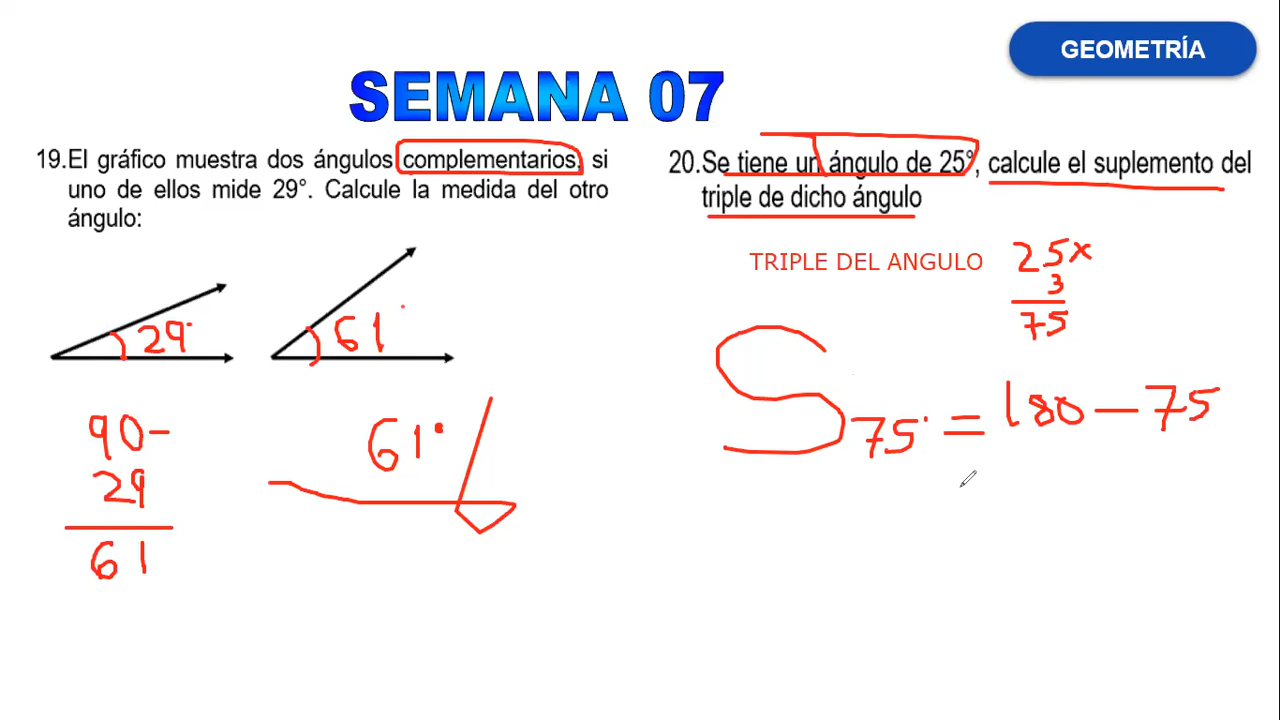 GEOMETRÍA
SEMANA 07
19.El gráfico muestra dos ángulos complementarios, si
uno de ellos mide 29°. Calcule la medida del otro
ángulo:
29°
61°
90-
29
61
61°
20.Se tiene un ángulo de 25°, calcule el suplemento del
triple de dicho ángulo
TRIPLE DEL ANGULO
25x
3
75
S75° = 180-75